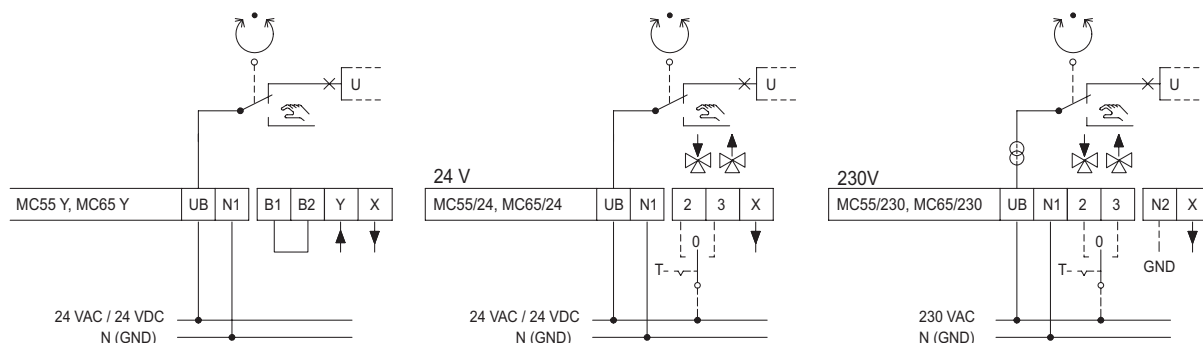 U
MC55 Y, MC65 Y UB N1 B1 B2 Y X
24 VAC / 24 VDC
N (GND)
U
24 V
MC55/24, MC65/24 UB N1 2 3 X
0
T
24 VAC / 24 VDC
N (GND)
U
230V
MC55/230, MC65/230 UB N1 2 3 N2 X
0
T
GND
230 VAC
N (GND)